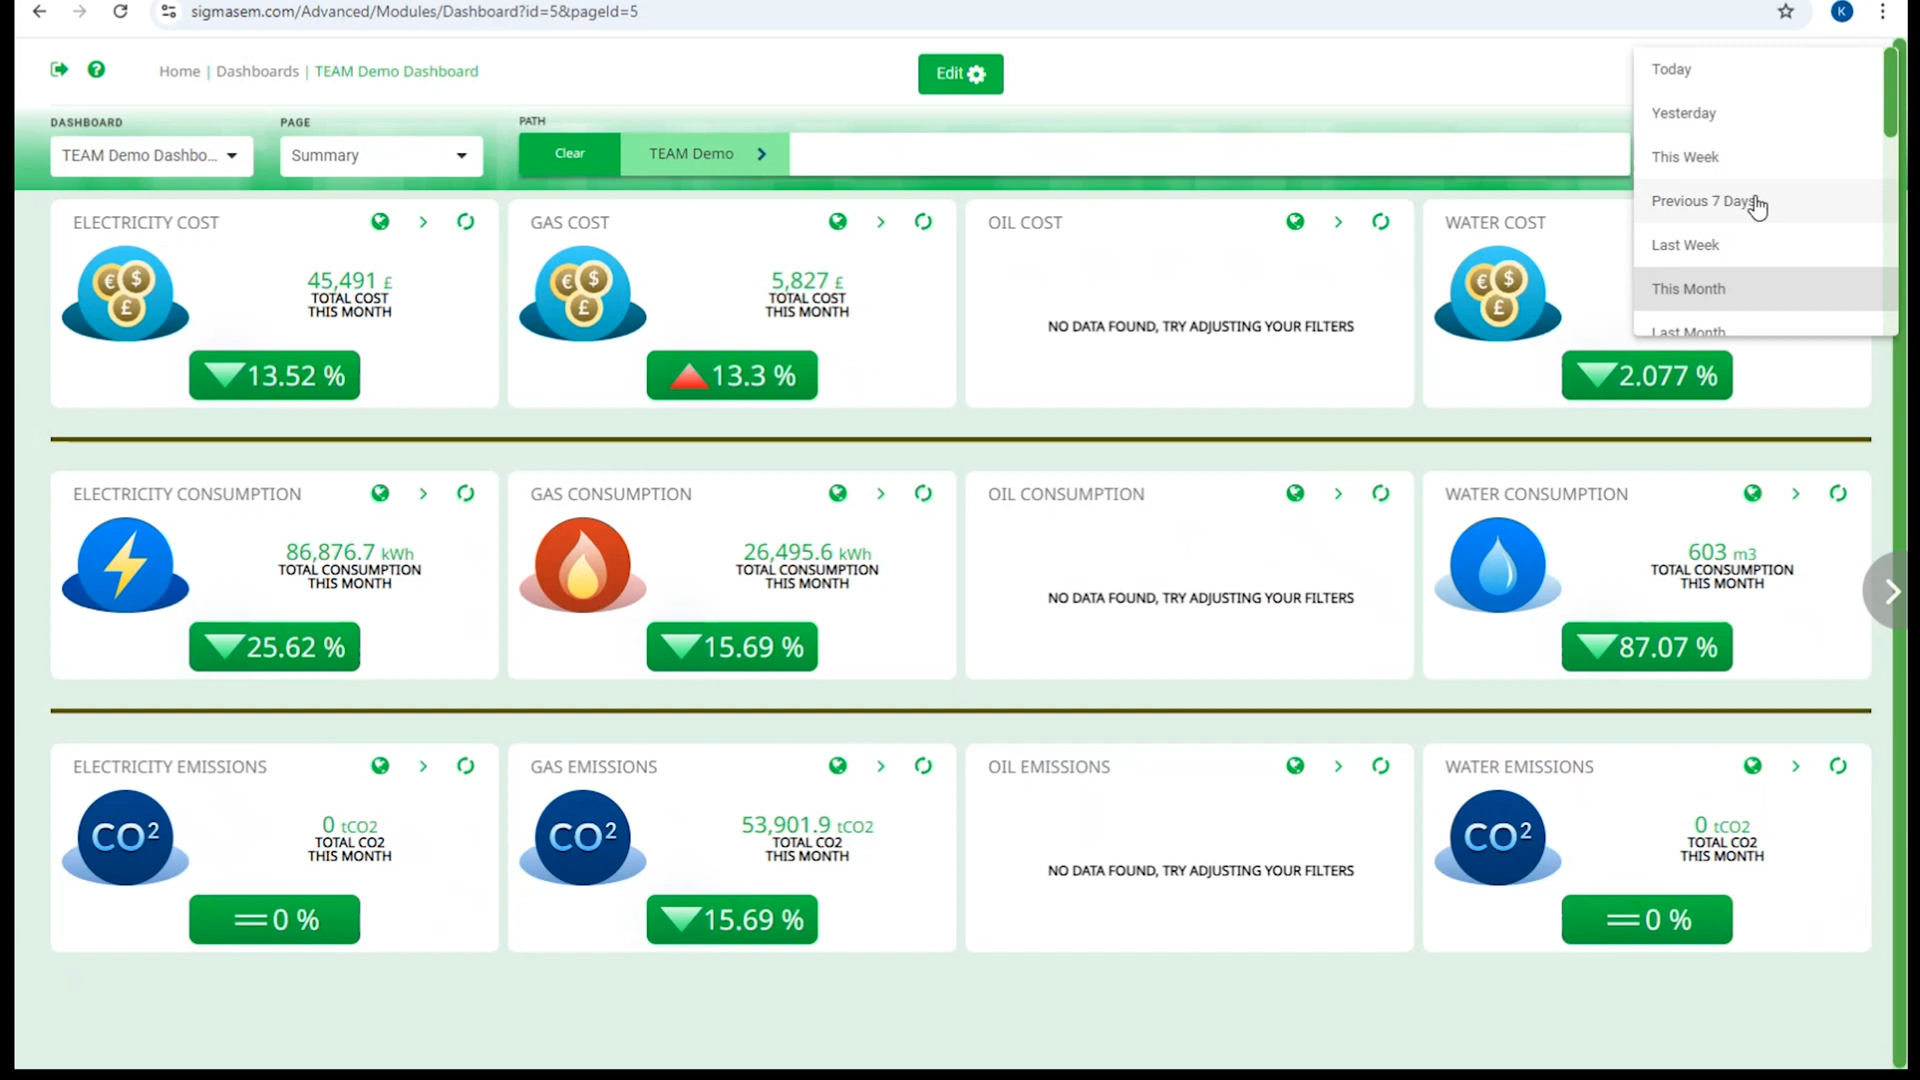 sigmasem.com/Advanced/Modules/Dashboard?id=5&pageId=5
K
Home | Dashboards | TEAM Demo Dashboard
Edit
DASHBOARD
TEAM Demo Dashbo...
PAGE
Summary
PATH
Clear
TEAM Demo
Today
Yesterday
This Week
Previous 7 Days
Last Week
This Month
Last Month
ELECTRICITY COST
45,491 £
TOTAL COST
THIS MONTH
13.52 %
GAS COST
5,827 £
TOTAL COST
THIS MONTH
13.3 %
OIL COST
NO DATA FOUND, TRY ADJUSTING YOUR FILTERS
WATER COST
2.077 %
ELECTRICITY CONSUMPTION
86,876.7 kWh
TOTAL CONSUMPTION
THIS MONTH
25.62 %
GAS CONSUMPTION
26,495.6 kWh
TOTAL CONSUMPTION
THIS MONTH
15.69 %
OIL CONSUMPTION
NO DATA FOUND, TRY ADJUSTING YOUR FILTERS
WATER CONSUMPTION
603 m3
TOTAL CONSUMPTION
THIS MONTH
87.07 %
ELECTRICITY EMISSIONS
CO²
0 tCO2
TOTAL CO2
THIS MONTH
0 %
GAS EMISSIONS
CO²
53,901.9 tCO2
TOTAL CO2
THIS MONTH
15.69 %
OIL EMISSIONS
NO DATA FOUND, TRY ADJUSTING YOUR FILTERS
WATER EMISSIONS
CO²
0 tCO2
TOTAL CO2
THIS MONTH
0 %